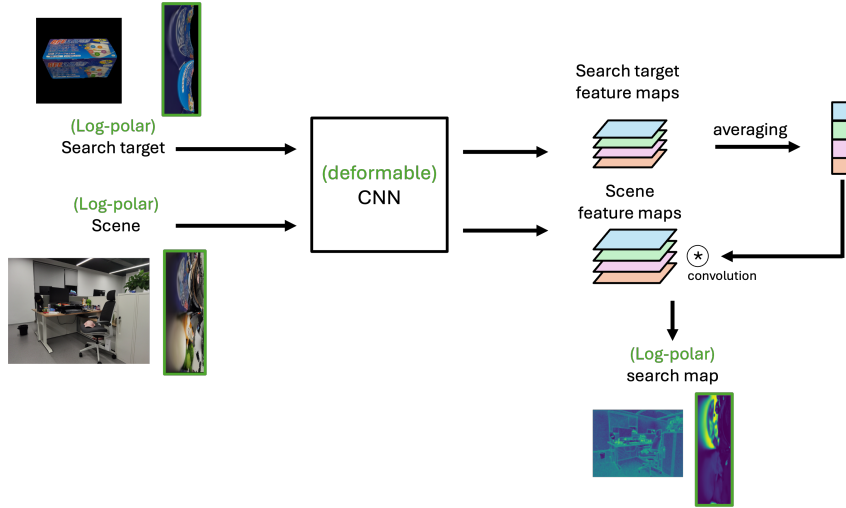 (Log-polar)
Search target
(Log-polar)
Scene
(deformable)
CNN
Search target
feature maps
averaging
Scene
feature maps
*
convolution
(Log-polar)
search map